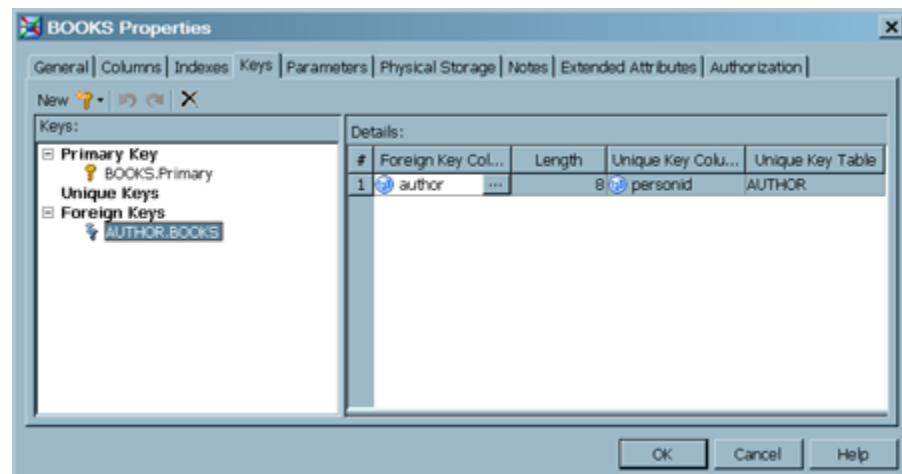 BOOKS Properties
General Columns Indexes Keys Parameters Physical Storage Notes Extended Attributes Authorization
New
Keys:
Primary Key
BOOKS.Primary
Unique Keys
Foreign Keys
AUTHOR.BOOKS
Details:
# Foreign Key Col... Length Unique Key Colu... Unique Key Table
1 author ... 8 personid AUTHOR
OK Cancel Help